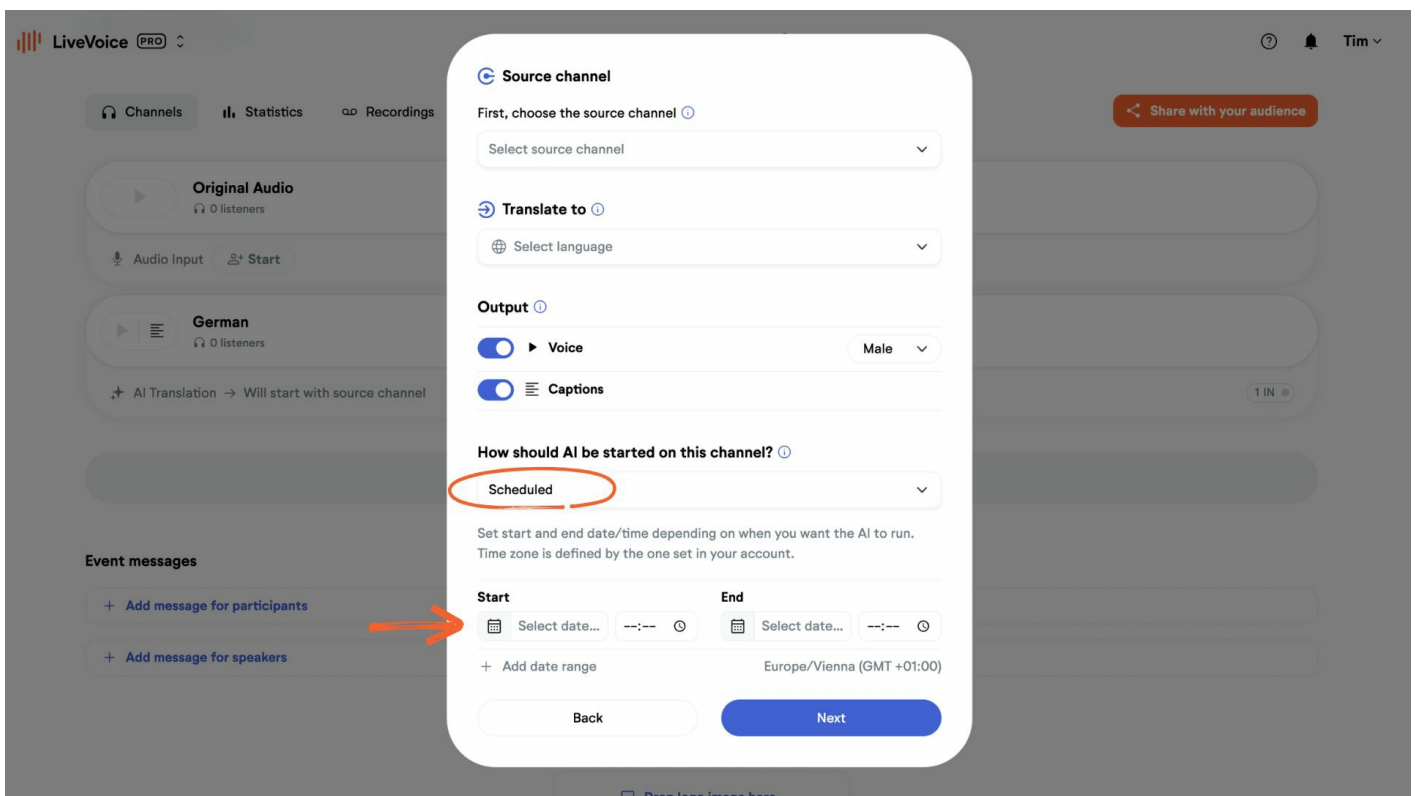 LiveVoice PRO
Tim
Channels
Statistics
Recordings
Share with your audience
Original Audio
0 listeners
Audio Input
Start
German
0 listeners
AI Translation → Will start with source channel
1 IN
Event messages
+ Add message for participants
+ Add message for speakers
Source channel
First, choose the source channel
Select source channel
Translate to
Select language
Output
Voice
Male
Captions
How should AI be started on this channel?
Scheduled
Set start and end date/time depending on when you want the AI to run.
Time zone is defined by the one set in your account.
Start
End
Select date...
--:--
Select date...
--:--
+ Add date range
Europe/Vienna (GMT +01:00)
Back
Next